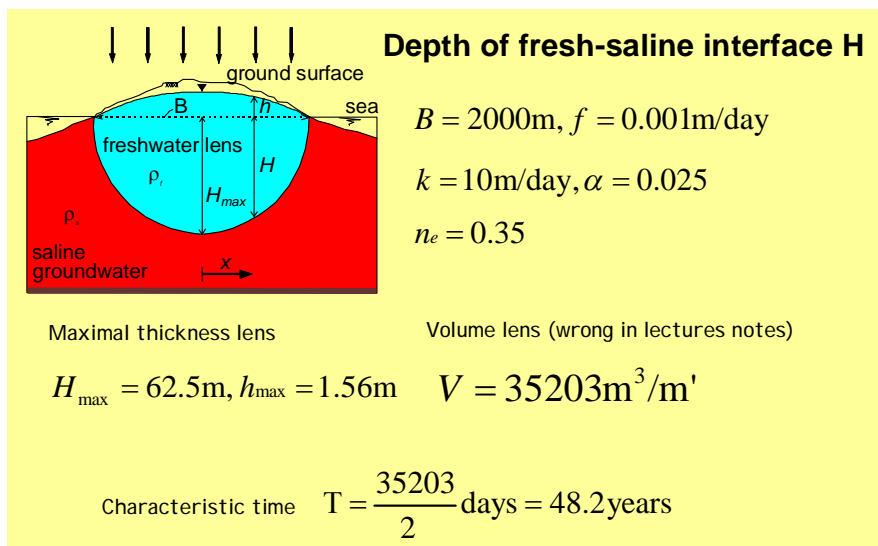 Depth of fresh-saline interface H
ground surface
B
h
sea
freshwater lens
H
ρf
Hmax
ρs
saline
groundwater
x
B = 2000m, f = 0.001m/day
k = 10m/day, α = 0.025
ne = 0.35
Maximal thickness lens
Hmax = 62.5m, hmax = 1.56m
Volume lens (wrong in lectures notes)
V = 35203m³/m'
Characteristic time T = 35203/2 days = 48.2years